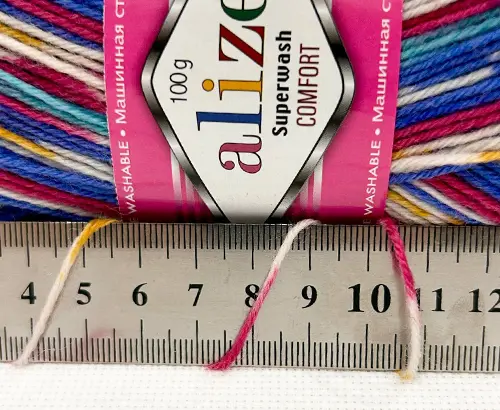 WASHABLE • Машинная ст
100g
alize
Superwash
COMFORT
WASHABLE • Машинная с
4 5 6 7 8 9 10 11 12